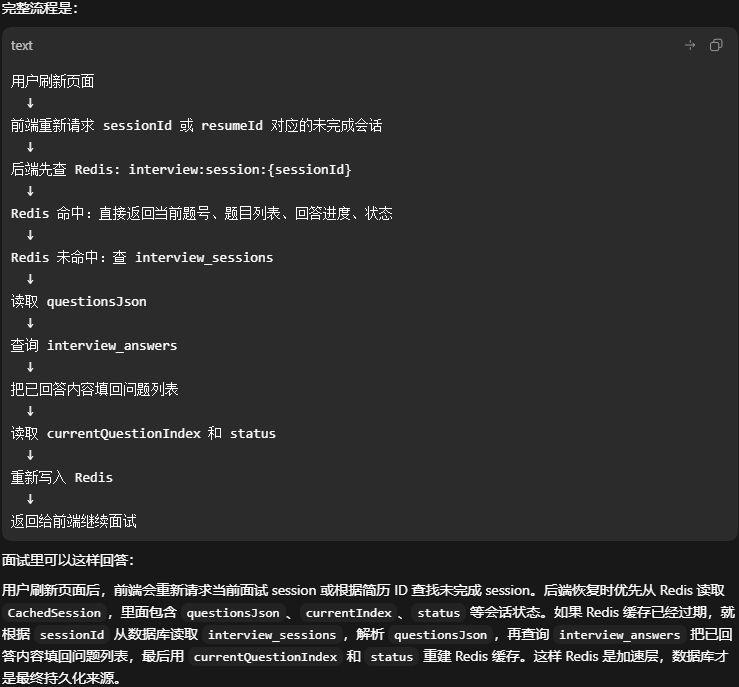 完整流程是：
text
用户刷新页面
↓
前端重新请求 sessionId 或 resumeId 对应的未完成会话
↓
后端先查 Redis: interview:session:{sessionId}
↓
Redis 命中：直接返回当前题号、题目列表、回答进度、状态
↓
Redis 未命中：查 interview_sessions
↓
读取 questionsJson
↓
查询 interview_answers
↓
把已回答内容填回问题列表
↓
读取 currentQuestionIndex 和 status
↓
重新写入 Redis
↓
返回给前端继续面试
面试里可以这样回答：
用户刷新页面后，前端会重新请求当前面试 session 或根据简历 ID 查找未完成 session。后端恢复时优先从 Redis 读取
CachedSession，里面包含 questionsJson、currentIndex、status 等会话状态。如果 Redis 缓存已经过期，就
根据 sessionId 从数据库读取 interview_sessions，解析 questionsJson，再查询 interview_answers 把已回
答内容填回问题列表，最后用 currentQuestionIndex 和 status 重建 Redis 缓存。这样 Redis 是加速层，数据库才
是最终持久化来源。